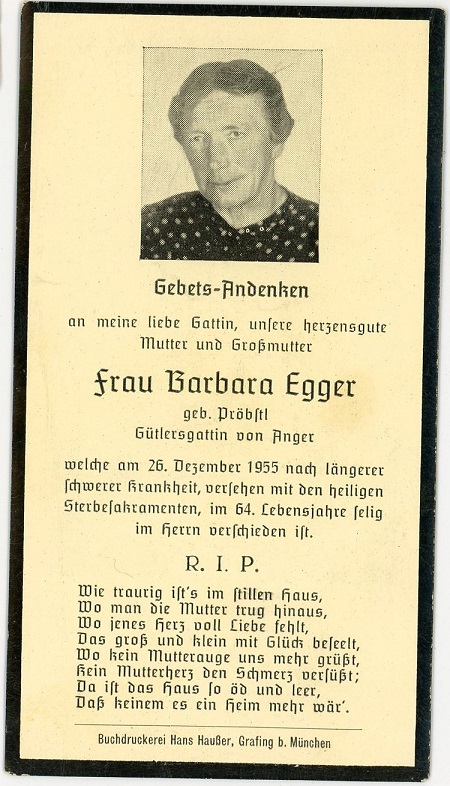 Gebets-Andenken
an meine liebe Gattin, unsere herzensgute
Mutter und Großmutter
Frau Barbara Egger
geb. Pröbstl
Gütlersgattin von Anger
welche am 26. Dezember 1955 nach längerer
schwerer Krankheit, versehen mit den heiligen
Sterbesakramenten, im 64. Lebensjahre selig
im Herrn verschieden ist.
R. I. P.
Wie traurig ist's im stillen Haus,
Wo man die Mutter trug hinaus,
Wo jenes Herz voll Liebe fehlt,
Das groß und klein mit Glück beseelt,
Wo kein Mutterauge uns mehr grüßt,
Kein Mutterherz den Schmerz versüßt;
Da ist das Haus so öd und leer,
Daß keinem es ein Heim mehr wär'.
Buchdruckerei Hans Haußer, Grafing b. München